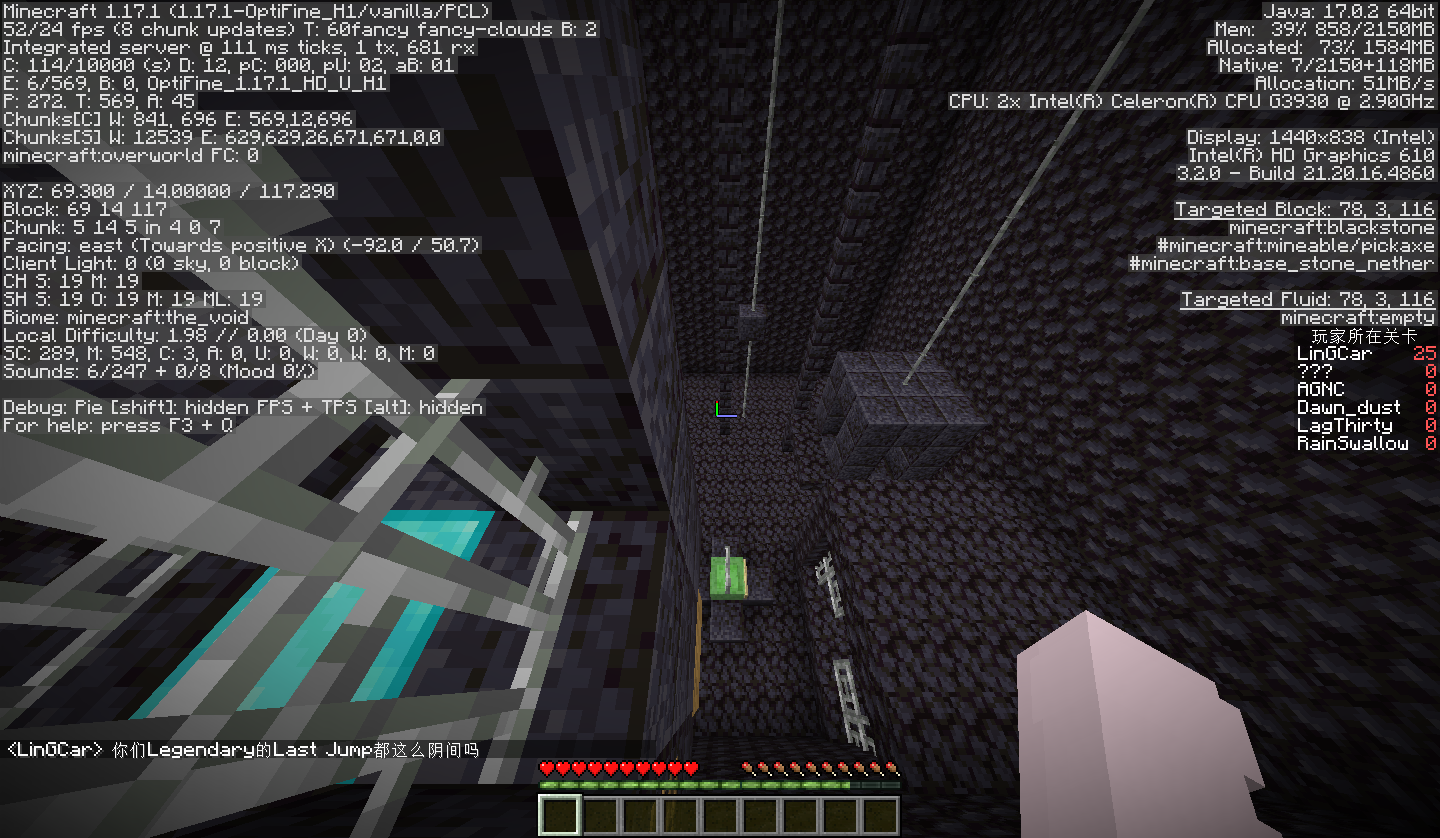 Minecraft 1.17.1 (1.17.1-OptiFine_H1/vanilla/PCL)
52/24 fps (8 chunk updates) T: 60fancy fancy-clouds B: 2
Integrated server @ 111 ms ticks, 1 tx, 681 rx
C: 114/10000 (s) D: 12, pC: 000, pU: 02, aB: 01
E: 6/569, B: 0, OptiFine_1.17.1_HD_U_H1
P: 272. T: 569, A: 45
Chunks[C] W: 841, 696 E: 569,12,696
Chunks[S] W: 12539 E: 629,629,26,671,671,0,0
minecraft:overworld FC: 0
XYZ: 69.300 / 14.00000 / 117.290
Block: 69 14 117
Chunk: 5 14 5 in 4 0 7
Facing: east (Towards positive X) (-92.0 / 50.7)
Client Light: 0 (0 sky, 0 block)
CH S: 19 M: 19
SH S: 19 O: 19 M: 19 ML: 19
Biome: minecraft:the_void
Local Difficulty: 1.98 // 0.00 (Day 0)
SC: 289, M: 548, C: 3, A: 0, U: 0, W: 0, W: 0, M: 0
Sounds: 6/247 + 0/8 (Mood 0%)
Debug: Pie [shift]: hidden FPS + TPS [alt]: hidden
For help: press F3 + Q
Java: 17.0.2 64bit
Mem: 39% 858/2150MB
Allocated: 73% 1584MB
Native: 7/2150+118MB
Allocation: 51MB/s
CPU: 2x Intel(R) Celeron(R) CPU G3930 @ 2.90GHz
Display: 1440x838 (Intel)
Intel(R) HD Graphics 610
3.2.0 - Build 21.20.16.4860
Targeted Block: 78, 3, 116
minecraft:blackstone
#minecraft:mineable/pickaxe
#minecraft:base_stone_nether
Targeted Fluid: 78, 3, 116
minecraft:empty
玩家所在关卡
LinGCar 25
??? 0
AGNC 0
Dawn_dust 0
LagThirty 0
RainSwallow 0
<LinGCar> 你们Legendary的Last Jump都这么阴间吗